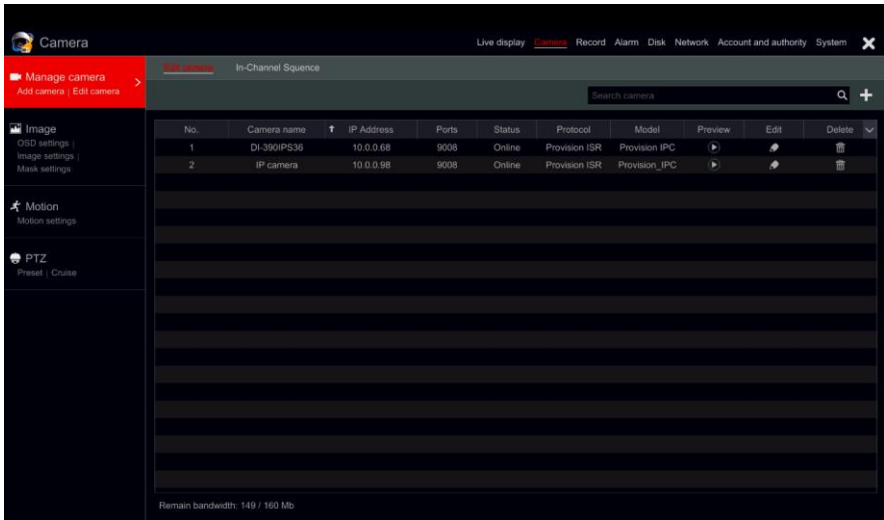 Camera
Live display Camera Record Alarm Disk Network Account and authority System
Manage camera
Add camera | Edit camera
Edit camera In-Channel Squence
Search camera
Image
OSD settings |
Image settings |
Mask settings
Motion
Motion settings
PTZ
Preset | Cruise
No. Camera name IP Address Ports Status Protocol Model Preview Edit Delete
1 DI-390IPS36 10.0.0.68 9008 Online Provision ISR Provision IPC
2 IP camera 10.0.0.98 9008 Online Provision ISR Provision_IPC
Remain bandwidth: 149 / 160 Mb